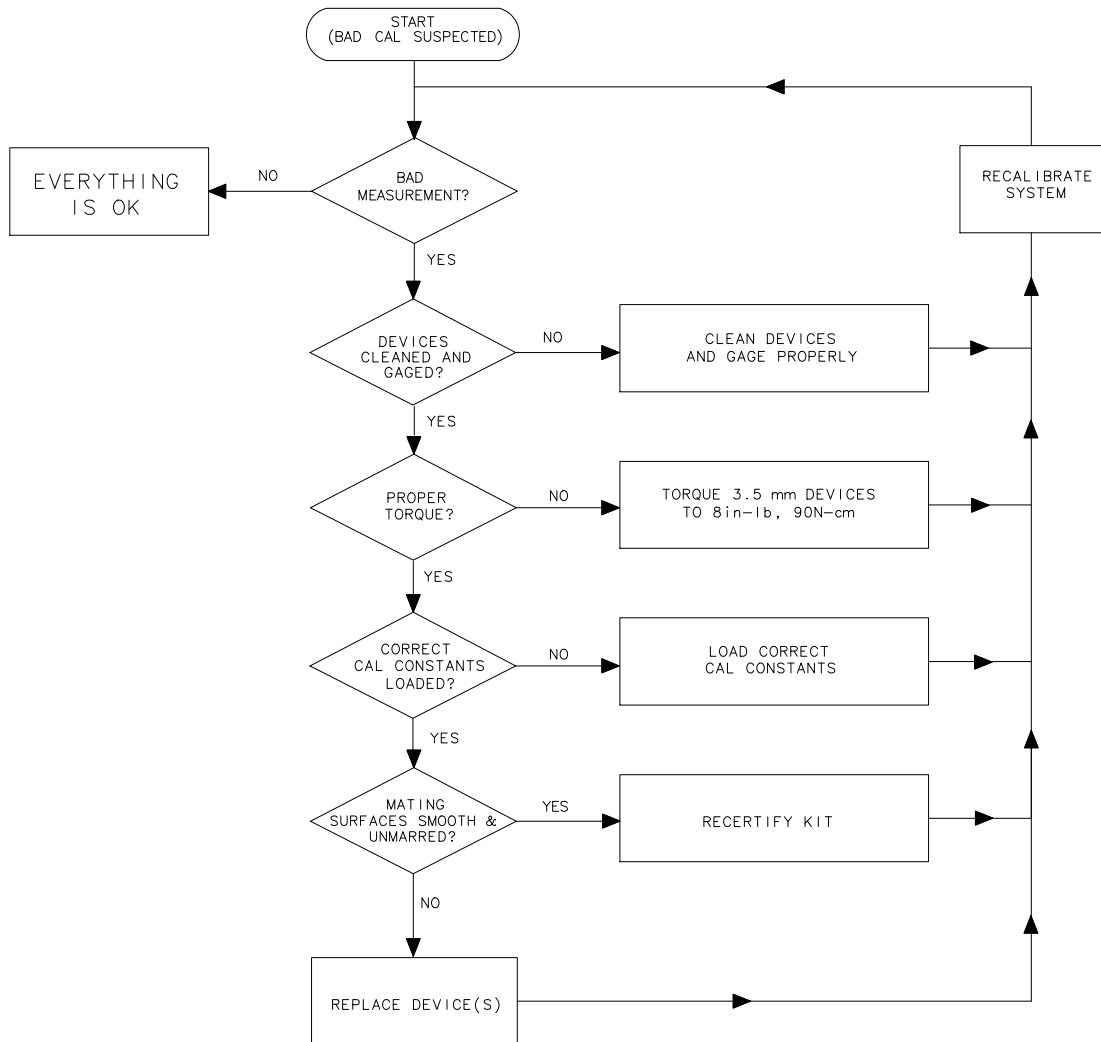 START
(BAD CAL SUSPECTED)
BAD
MEASUREMENT?
NO
EVERYTHING
IS OK
RECALIBRATE
SYSTEM
YES
DEVICES
CLEANED AND
GAGED?
NO
CLEAN DEVICES
AND GAGE PROPERLY
YES
PROPER
TORQUE?
NO
TORQUE 3.5 mm DEVICES
TO 8in-lb, 90N-cm
YES
CORRECT
CAL CONSTANTS
LOADED?
NO
LOAD CORRECT
CAL CONSTANTS
YES
MATING
SURFACES SMOOTH &
UNMARRED?
YES
RECERTIFY KIT
NO
REPLACE DEVICE(S)